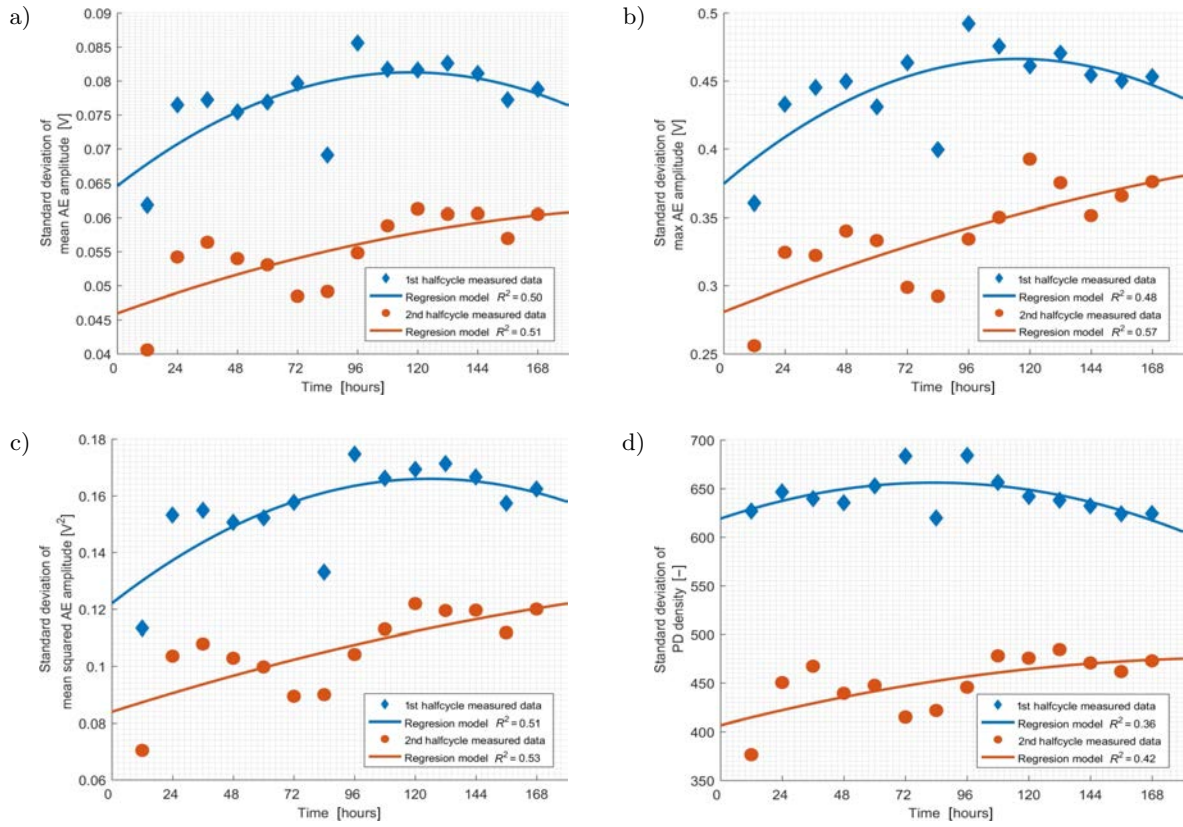 a)
Standard deviation of
mean AE amplitude [V]
0.09
0.085
0.08
0.075
0.07
0.065
0.06
0.055
0.05
0.045
0.04
0
24
48
72
96
120
144
168
Time [hours]
1st halfcycle measured data
Regresion model R² = 0.50
2nd halfcycle measured data
Regresion model R² = 0.51
b)
Standard deviation of
max AE amplitude [V]
0.5
0.45
0.4
0.35
0.3
0.25
0
24
48
72
96
120
144
168
Time [hours]
1st halfcycle measured data
Regresion model R² = 0.48
2nd halfcycle measured data
Regresion model R² = 0.57
c)
Standard deviation of
mean squared AE amplitude [V²]
0.18
0.16
0.14
0.12
0.1
0.08
0.06
0
24
48
72
96
120
144
168
Time [hours]
1st halfcycle measured data
Regresion model R² = 0.51
2nd halfcycle measured data
Regresion model R² = 0.53
d)
Standard deviation of
PD density [–]
700
650
600
550
500
450
400
350
0
24
48
72
96
120
144
168
Time [hours]
1st halfcycle measured data
Regresion model R² = 0.36
2nd halfcycle measured data
Regresion model R² = 0.42